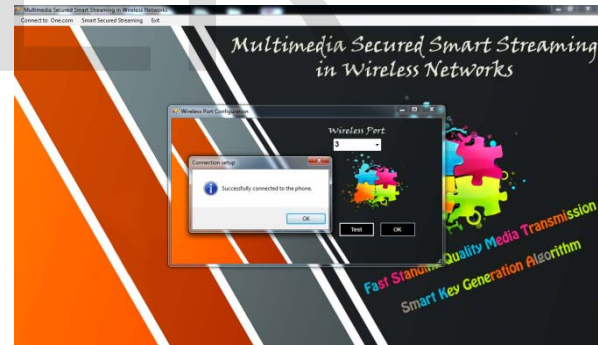 Multimedia Secured Smart Streaming in Wireless Networks
Connect to One.com Smart Secured Streaming Exit
Multimedia Secured Smart Streaming
in Wireless Networks
Wireless Port Configuration
Wireless Port
3
Connection setup
Successfully connected to the phone.
OK
Test OK
Fast Standing Quality Media Transmission
Smart Key Generation Algorithm